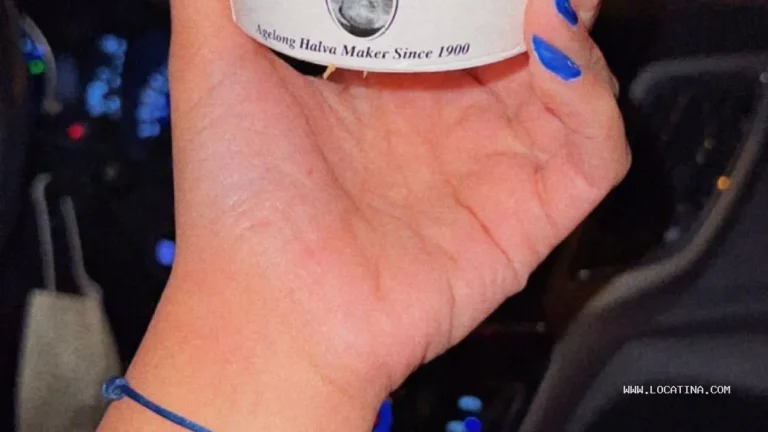 Agelong Halva Maker Since 1900
WWW.LOCATINA.COM